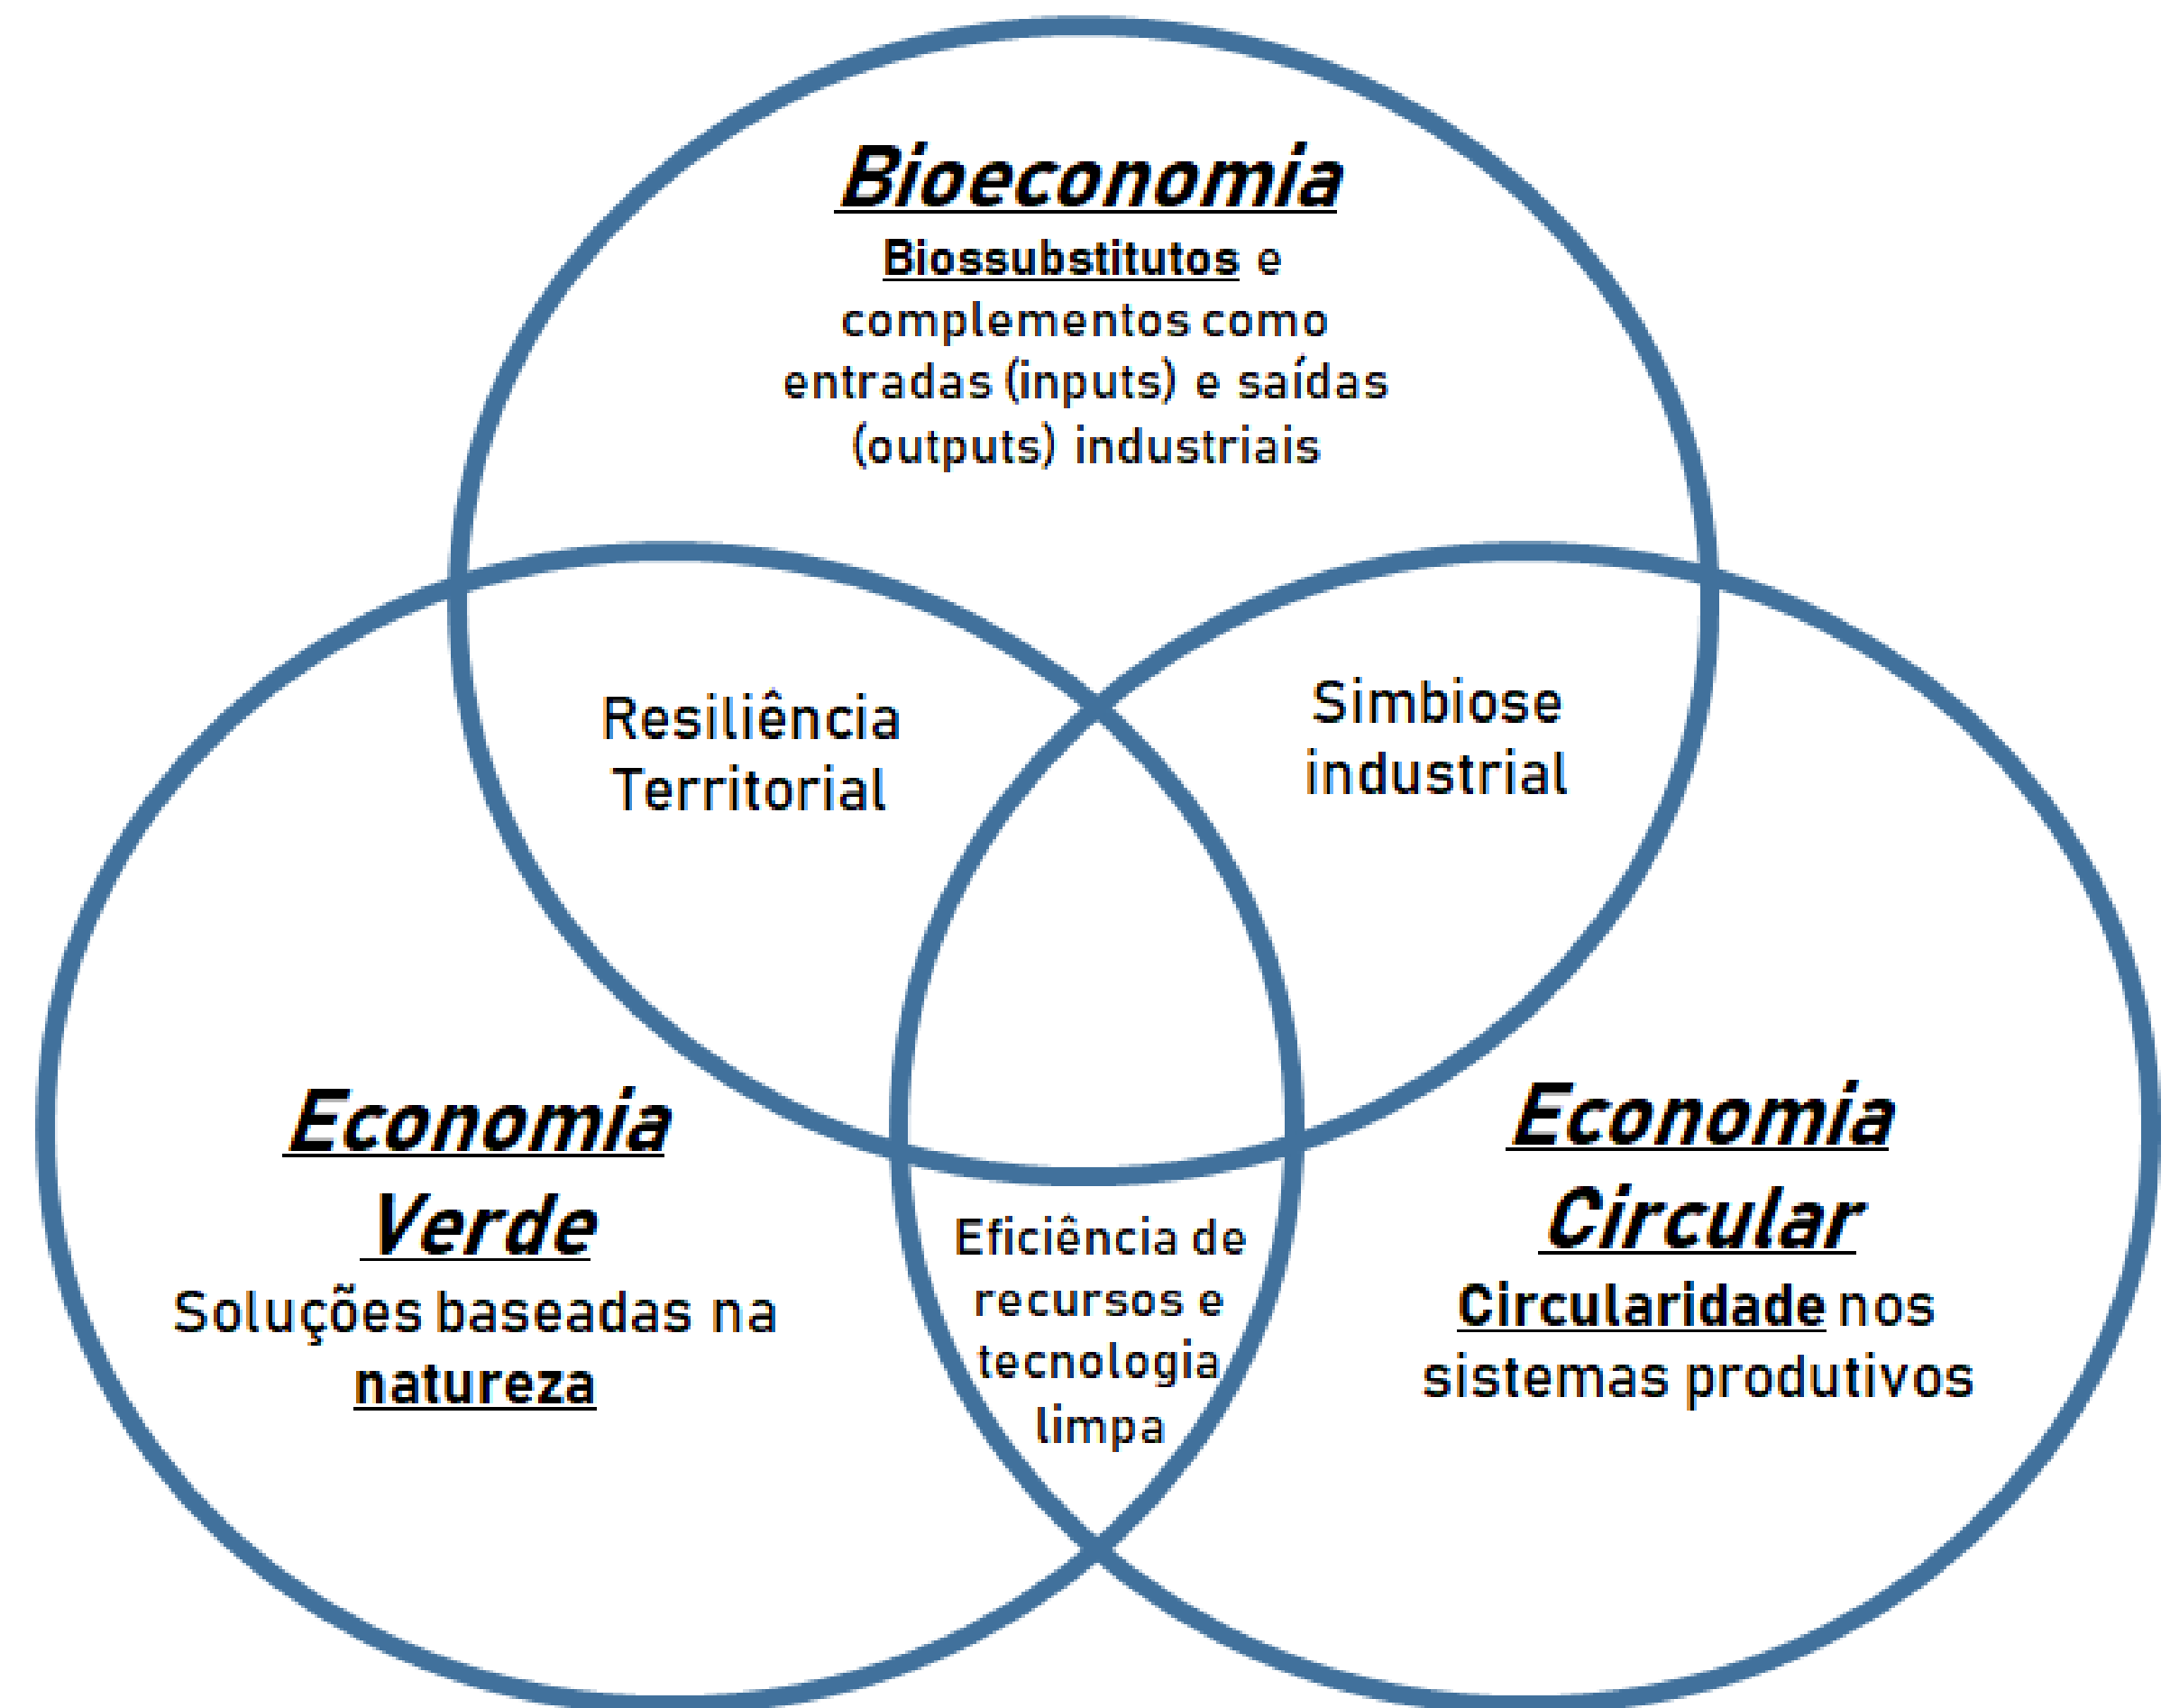 Bioeconomia
Biossubstitutos e
complementos como
entradas (inputs) e saídas
(outputs) industriais
Resiliência
Territorial
Simbiose
industrial
Economia
Verde
Soluções baseadas na
natureza
Eficiência de
recursos e
tecnologia
limpa
Economia
Circular
Circularidade nos
sistemas produtivos